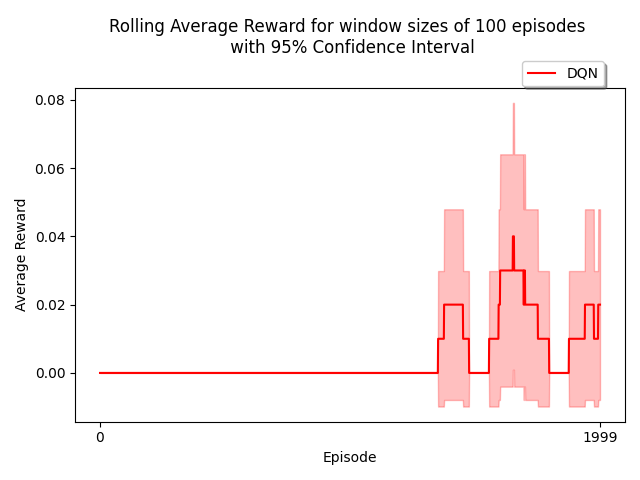 Rolling Average Reward for window sizes of 100 episodes
with 95% Confidence Interval
DQN
0.08
0.06
0.04
0.02
0.00
Average Reward
0
1999
Episode